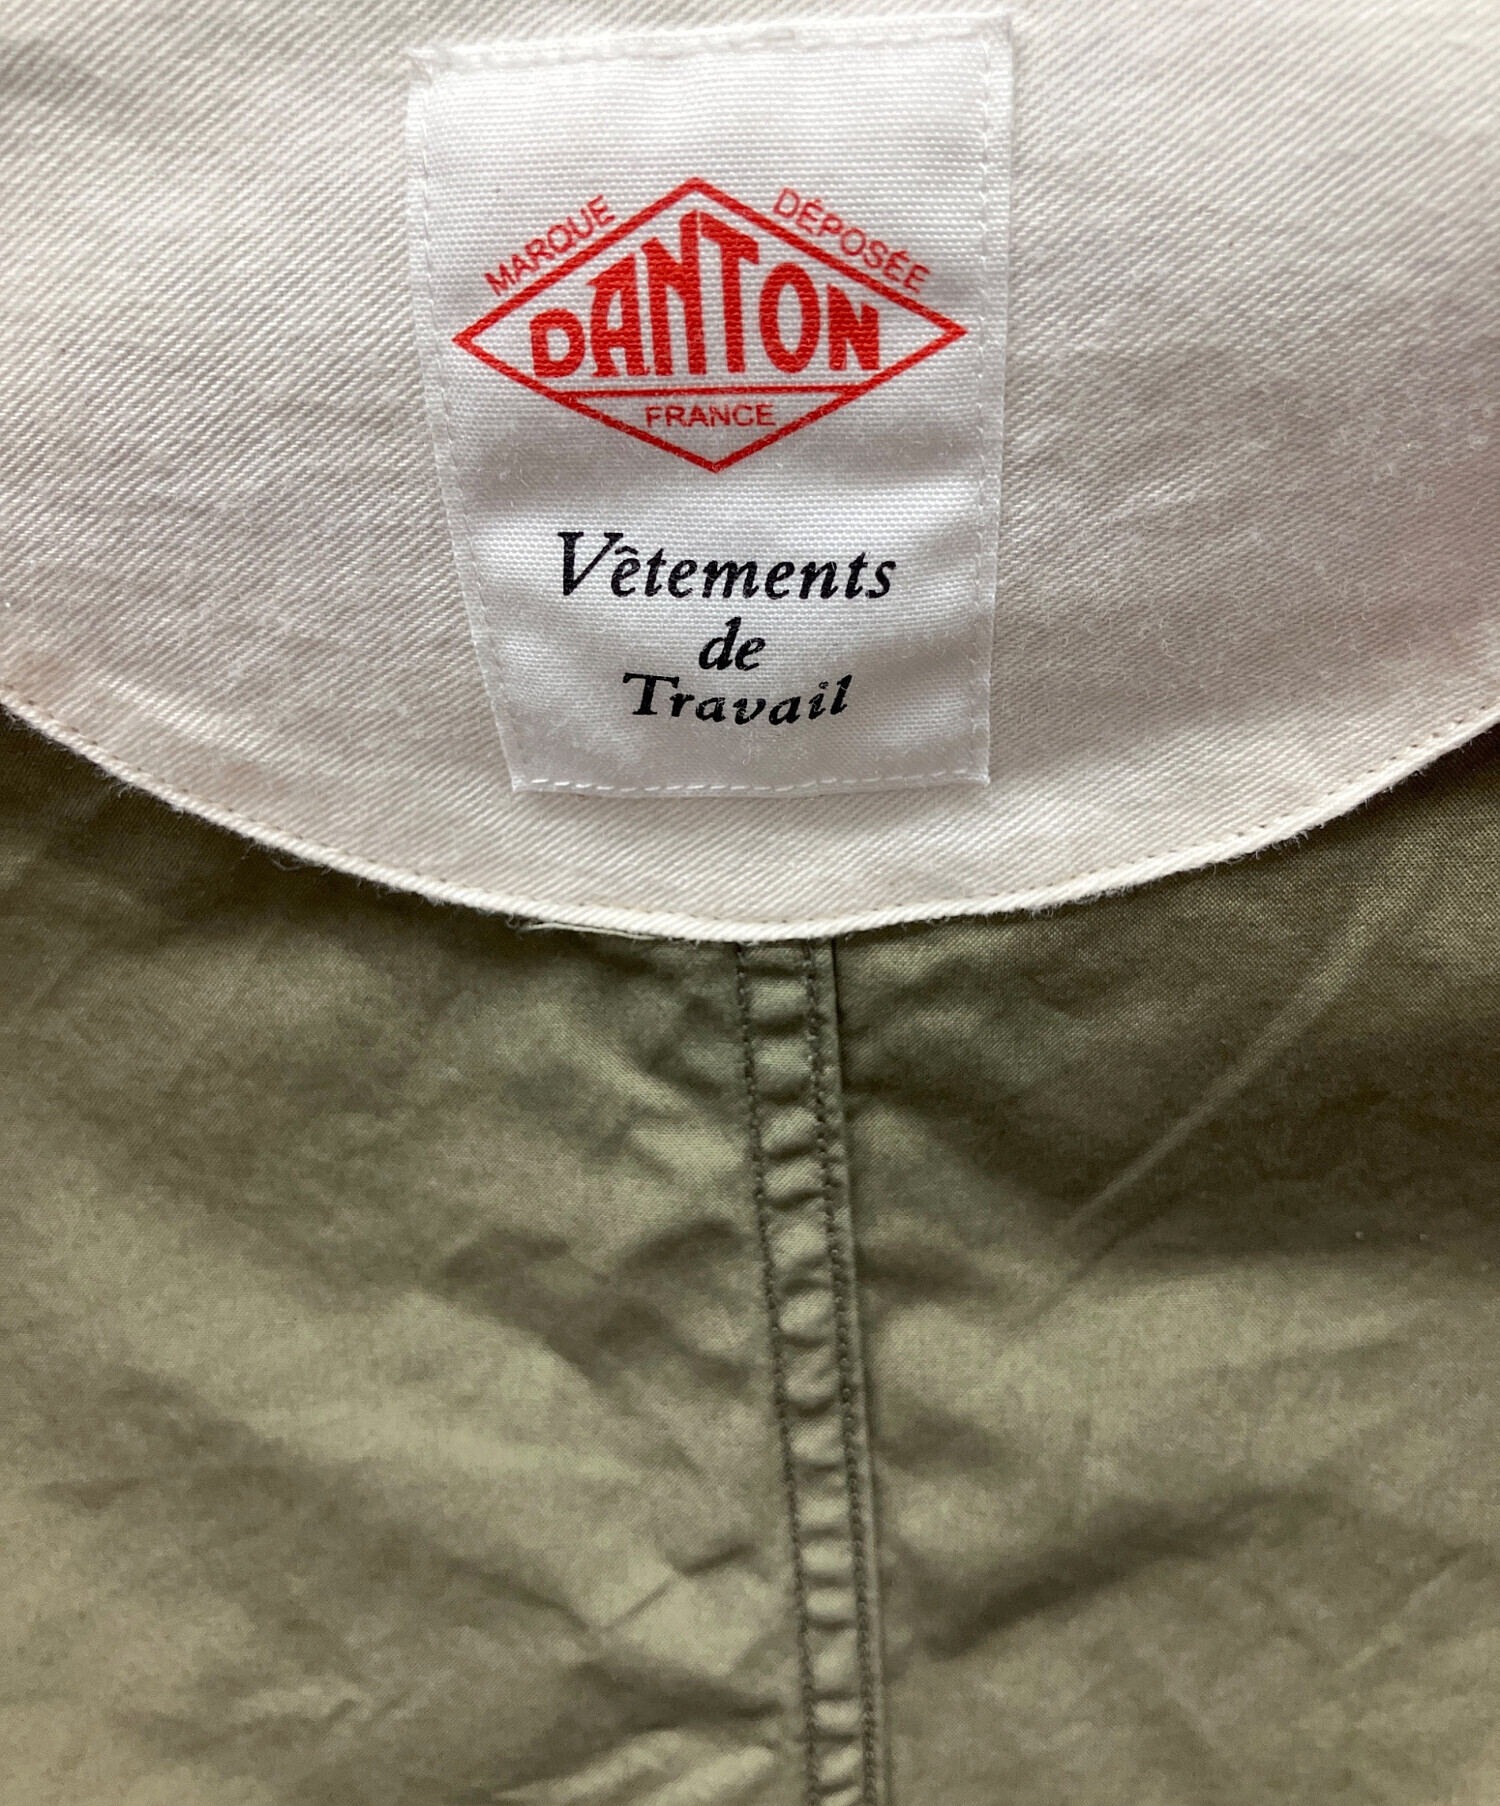 MARQUE DÉPOSÉE
DANTON
FRANCE
Vêtements
de
Travail